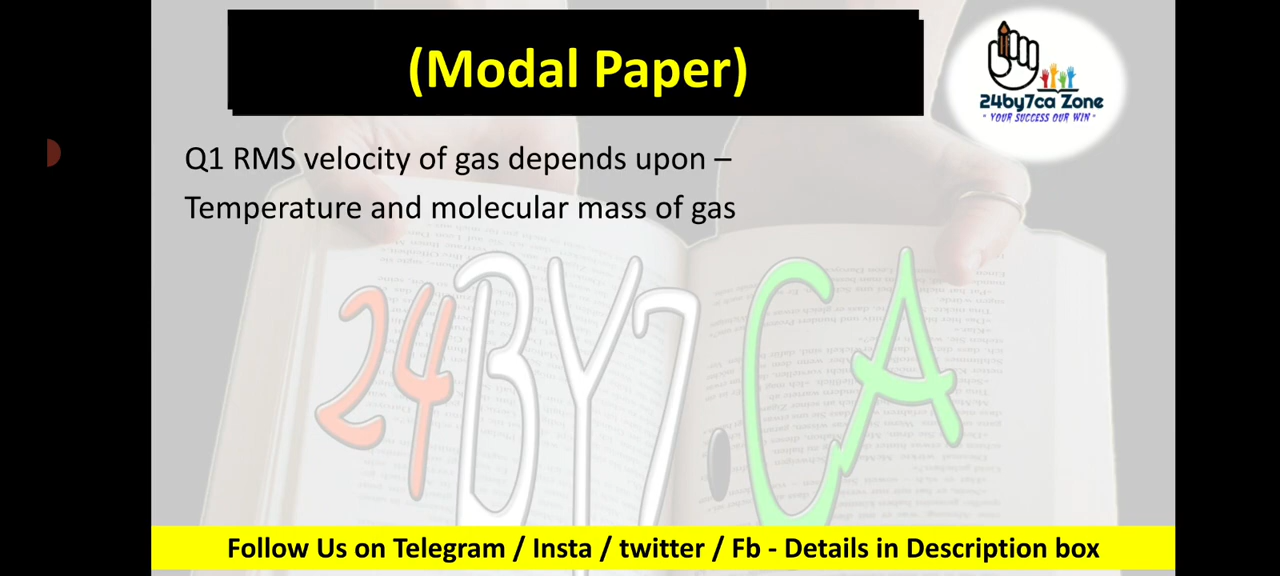 (Modal Paper)
24by7ca Zone
" YOUR SUCCESS OUR WIN "
Q1 RMS velocity of gas depends upon –
Temperature and molecular mass of gas
24BY7.CA
Follow Us on Telegram / Insta / twitter / Fb - Details in Description box